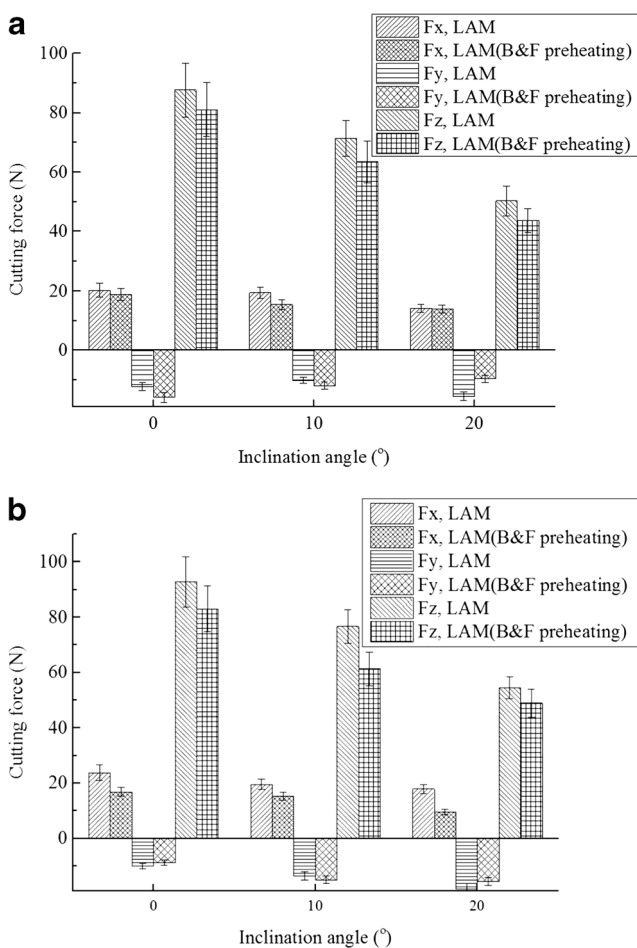 a
Fx, LAM
Fx, LAM(B&F preheating)
Fy, LAM
Fy, LAM(B&F preheating)
Fz, LAM
Fz, LAM(B&F preheating)
100
80
60
40
20
0
Cutting force (N)
0 10 20
Inclination angle (°)
b
Fx, LAM
Fx, LAM(B&F preheating)
Fy, LAM
Fy, LAM(B&F preheating)
Fz, LAM
Fz, LAM(B&F preheating)
100
80
60
40
20
0
Cutting force (N)
0 10 20
Inclination angle (°)